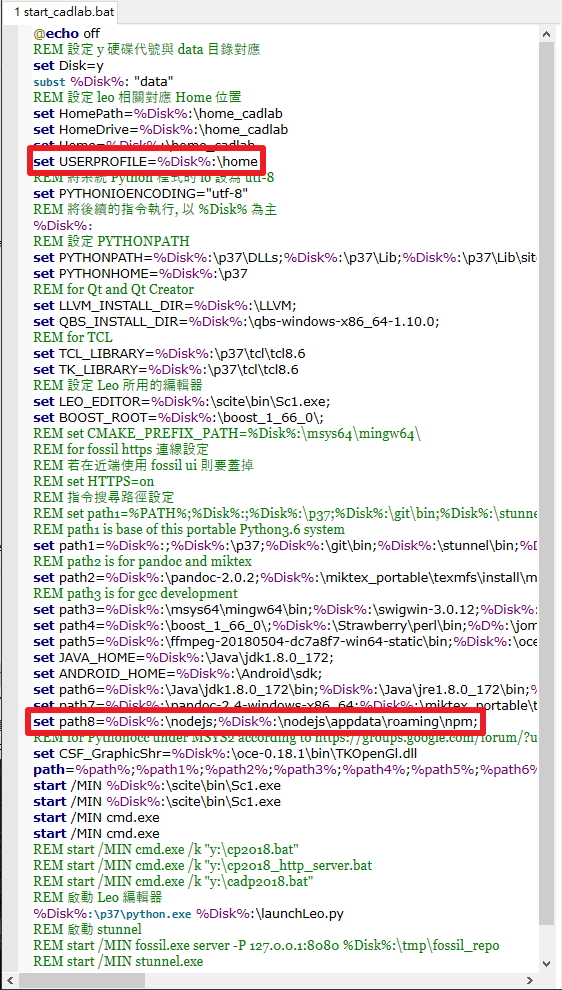 1 start_cadlab.bat
@echo off
REM 設定 y 硬碟代號與 data 目錄對應
set Disk=y
subst %Disk%: "data"
REM 設定 leo 相關對應 Home 位置
set HomePath=%Disk%:\home_cadlab
set HomeDrive=%Disk%:\home_cadlab
set Home=%Disk%:\home_cadlab
set USERPROFILE=%Disk%:\home
REM 將系統 Python 程式的 io 設為 utf-8
set PYTHONIOENCODING="utf-8"
REM 將後續的指令執行, 以 %Disk% 為主
%Disk%:
REM 設定 PYTHONPATH
set PYTHONPATH=%Disk%:\p37\DLLs;%Disk%:\p37\Lib;%Disk%:\p37\Lib\site
set PYTHONHOME=%Disk%:\p37
REM for Qt and Qt Creator
set LLVM_INSTALL_DIR=%Disk%:\LLVM;
set QBS_INSTALL_DIR=%Disk%:\qbs-windows-x86_64-1.10.0;
REM for TCL
set TCL_LIBRARY=%Disk%:\p37\tcl\tcl8.6
set TK_LIBRARY=%Disk%:\p37\tcl\tcl8.6
REM 設定 Leo 所用的編輯器
set LEO_EDITOR=%Disk%:\scite\bin\Sc1.exe;
set BOOST_ROOT=%Disk%:\boost_1_66_0\;
REM set CMAKE_PREFIX_PATH=%Disk%:\msys64\mingw64\
REM for fossil https 連線設定
REM 若在近端使用 fossil ui 則要蓋掉
REM set HTTPS=on
REM 指令搜尋路徑設定
REM set path1=%PATH%;%Disk%:;%Disk%:\p37;%Disk%:\git\bin;%Disk%:\stunne
REM path1 is base of this portable Python3.6 system
set path1=%Disk%:;%Disk%:\p37;%Disk%:\git\bin;%Disk%:\stunnel\bin;%D
REM path2 is for pandoc and miktex
set path2=%Disk%:\pandoc-2.0.2;%Disk%:\miktex_portable\texmfs\install\m
REM path3 is for gcc development
set path3=%Disk%:\msys64\mingw64\bin;%Disk%:\swigwin-3.0.12;%Disk%:
set path4=%Disk%:\boost_1_66_0\;%Disk%:\Strawberry\perl\bin;%D%:\jom
set path5=%Disk%:\ffmpeg-20180504-dc7a8f7-win64-static\bin;%Disk%:\oce
set JAVA_HOME=%Disk%:\Java\jdk1.8.0_172;
set ANDROID_HOME=%Disk%:\Android\sdk;
set path6=%Disk%:\Java\jdk1.8.0_172\bin;%Disk%:\Java\jre1.8.0_172\bin;%
set path7=%Disk%:\pandoc-2.4-windows-x86_64;%Disk%:\miktex_portable\t
set path8=%Disk%:\nodejs;%Disk%:\nodejs\appdata\roaming\npm;
REM for Pythonocc under MSYS2 according to https://groups.google.com/forum/?u
set CSF_GraphicShr=%Disk%:\oce-0.18.1\bin\TKOpenGl.dll
path=%path%;%path1%;%path2%;%path3%;%path4%;%path5%;%path6%
start /MIN %Disk%:\scite\bin\Sc1.exe
start /MIN %Disk%:\scite\bin\Sc1.exe
start /MIN cmd.exe
start /MIN cmd.exe
REM start /MIN cmd.exe /k "y:\cp2018.bat"
REM start /MIN cmd.exe /k "y:\cp2018_http_server.bat
REM start /MIN cmd.exe /k "y:\cadp2018.bat"
REM 啟動 Leo 編輯器
%Disk%:\p37\python.exe %Disk%:\launchLeo.py
REM 啟動 stunnel
REM start /MIN fossil.exe server -P 127.0.0.1:8080 %Disk%:\tmp\fossil_repo
REM start /MIN stunnel.exe